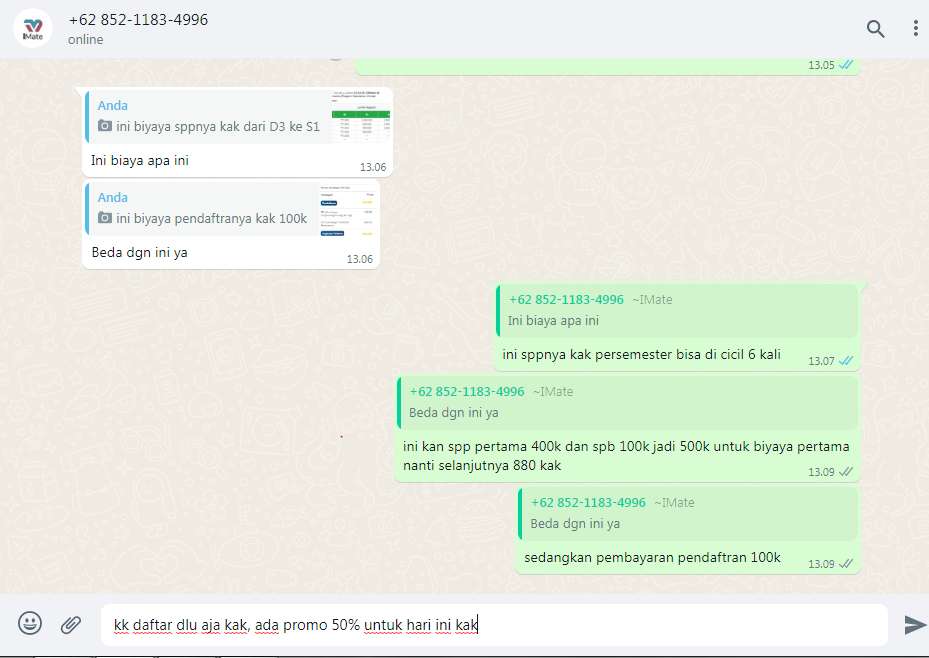 +62 852-1183-4996
IMate
online
13.05
Anda
ini biyaya sppnya kak dari D3 ke S1
Ini biaya apa ini
13.06
Anda
ini biyaya pendaftranya kak 100k
Beda dgn ini ya
13.06
+62 852-1183-4996 ~IMate
Ini biaya apa ini
ini sppnya kak persemester bisa di cicil 6 kali
13.07
+62 852-1183-4996 ~IMate
Beda dgn ini ya
ini kan spp pertama 400k dan spb 100k jadi 500k untuk biyaya pertama
nanti selanjutnya 880 kak
13.09
+62 852-1183-4996 ~IMate
Beda dgn ini ya
sedangkan pembayaran pendaftran 100k
13.09
kk daftar dlu aja kak, ada promo 50% untuk hari ini kak